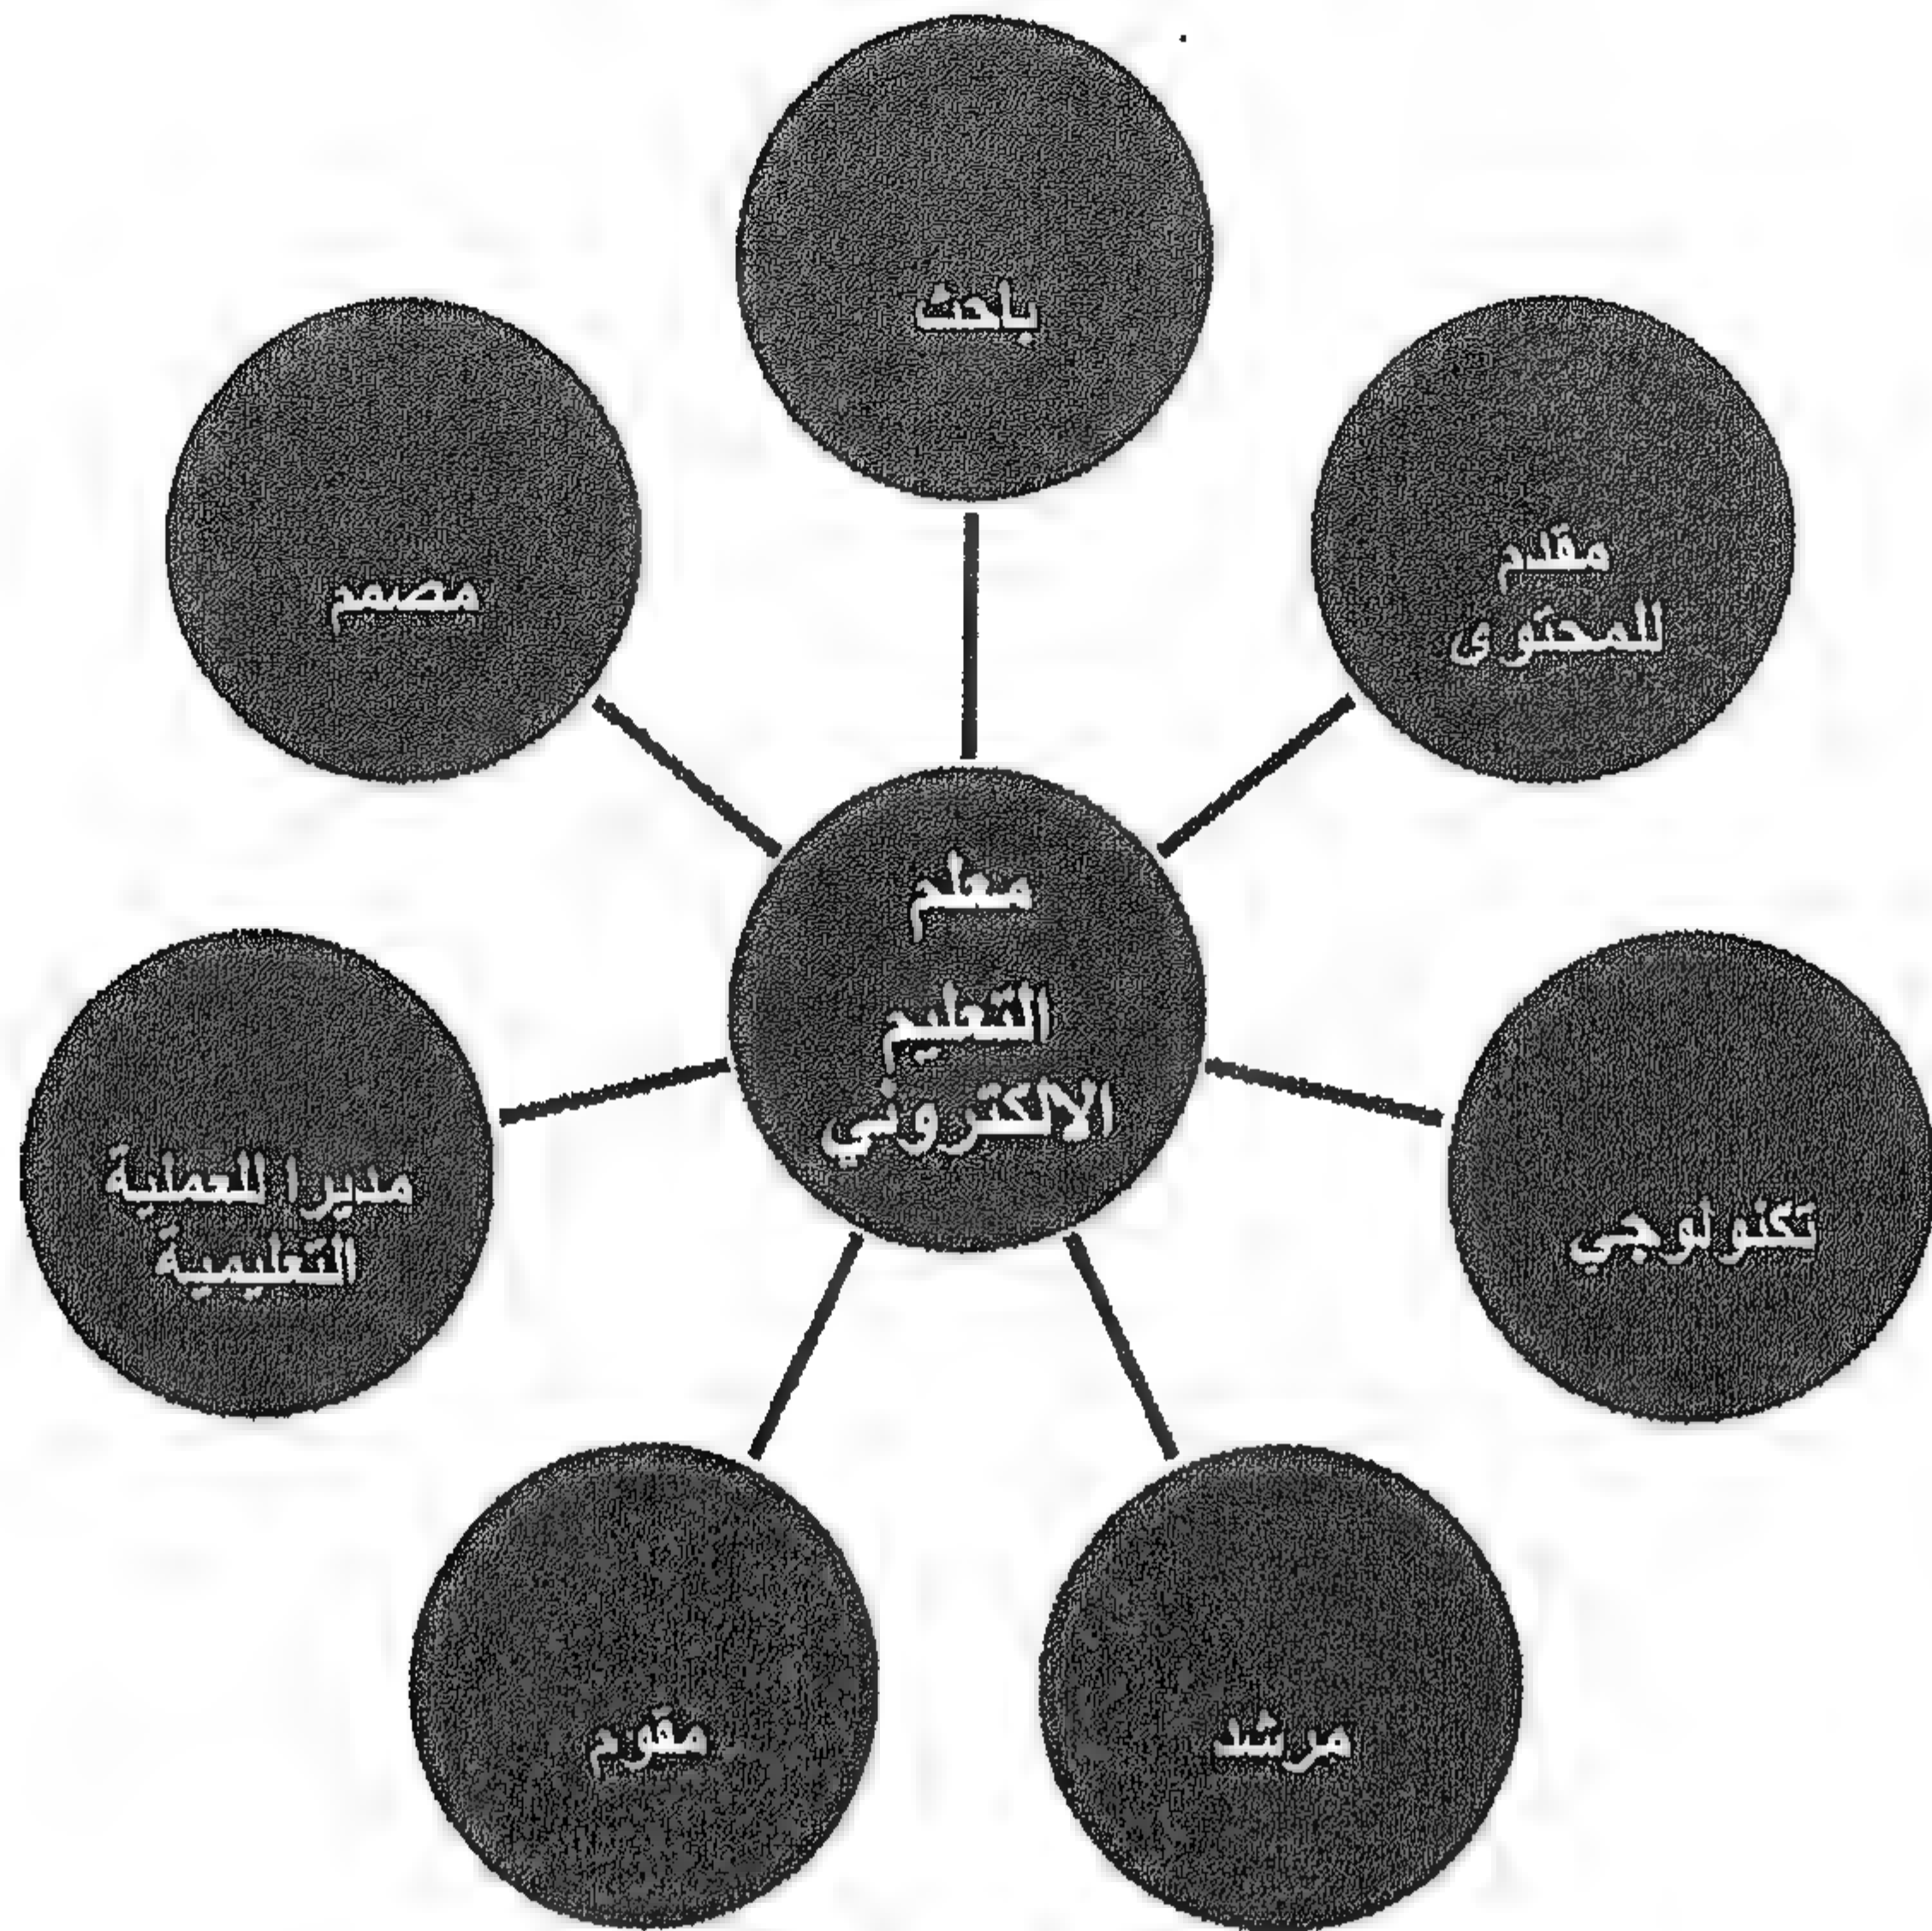 باحث
مقدم
للمحتوى
تكنولوجي
مرشد
مقوم
مديرا للعملية
التعليمية
مصمم
معلم
التعليم
الالكتروني